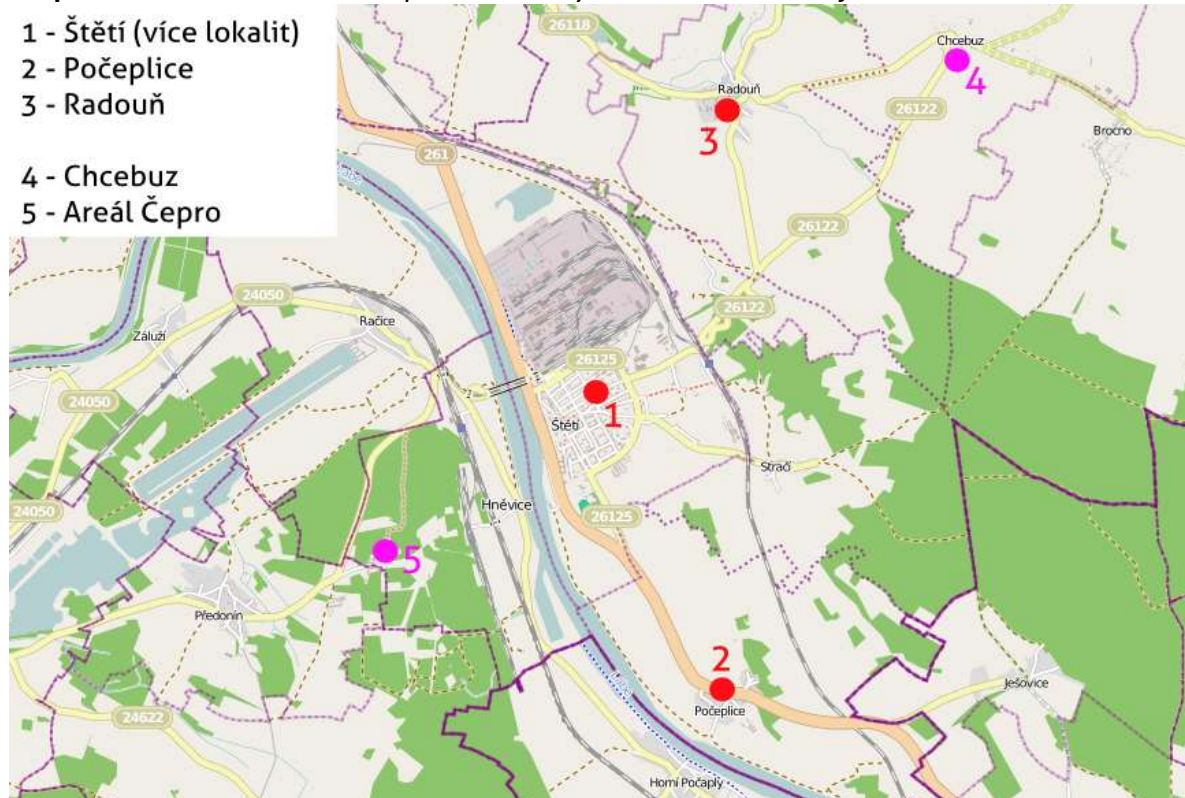 1 - Štětí (více lokalit)
2 - Počeplice
3 - Radouň
4 - Chcebuz
5 - Areál Čepro
26118
Chcebuz
4
Radouň
3
26122
Brocno
261
Labe
26122
24050
Záluží
Račice
26122
26125
24050
1
Štětí
Stračí
24050
Hněvice
26125
5
Předonín
2
Počeplice
Ješovice
24622
Labe
Horní Počaply